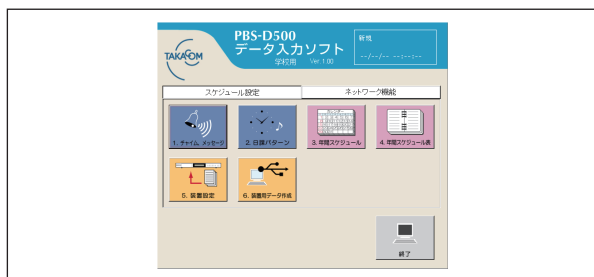 TAKACOM
PBS-D500
データ入力ソフト
学校用 Ver 1.00
新規
--/--/-- --:--:--
スケジュール設定
ネットワーク機能
1. チャイム メッセージ
2. 日課パターン
3. 年間スケジュール
4. 年間スケジュール表
5. 装置設定
6. 装置用データ作成
終了